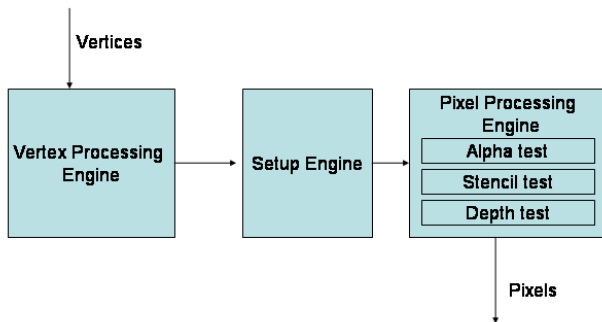 Vertices
Vertex Processing
Engine
Setup Engine
Pixel Processing
Engine
Alpha test
Stencil test
Depth test
Pixels